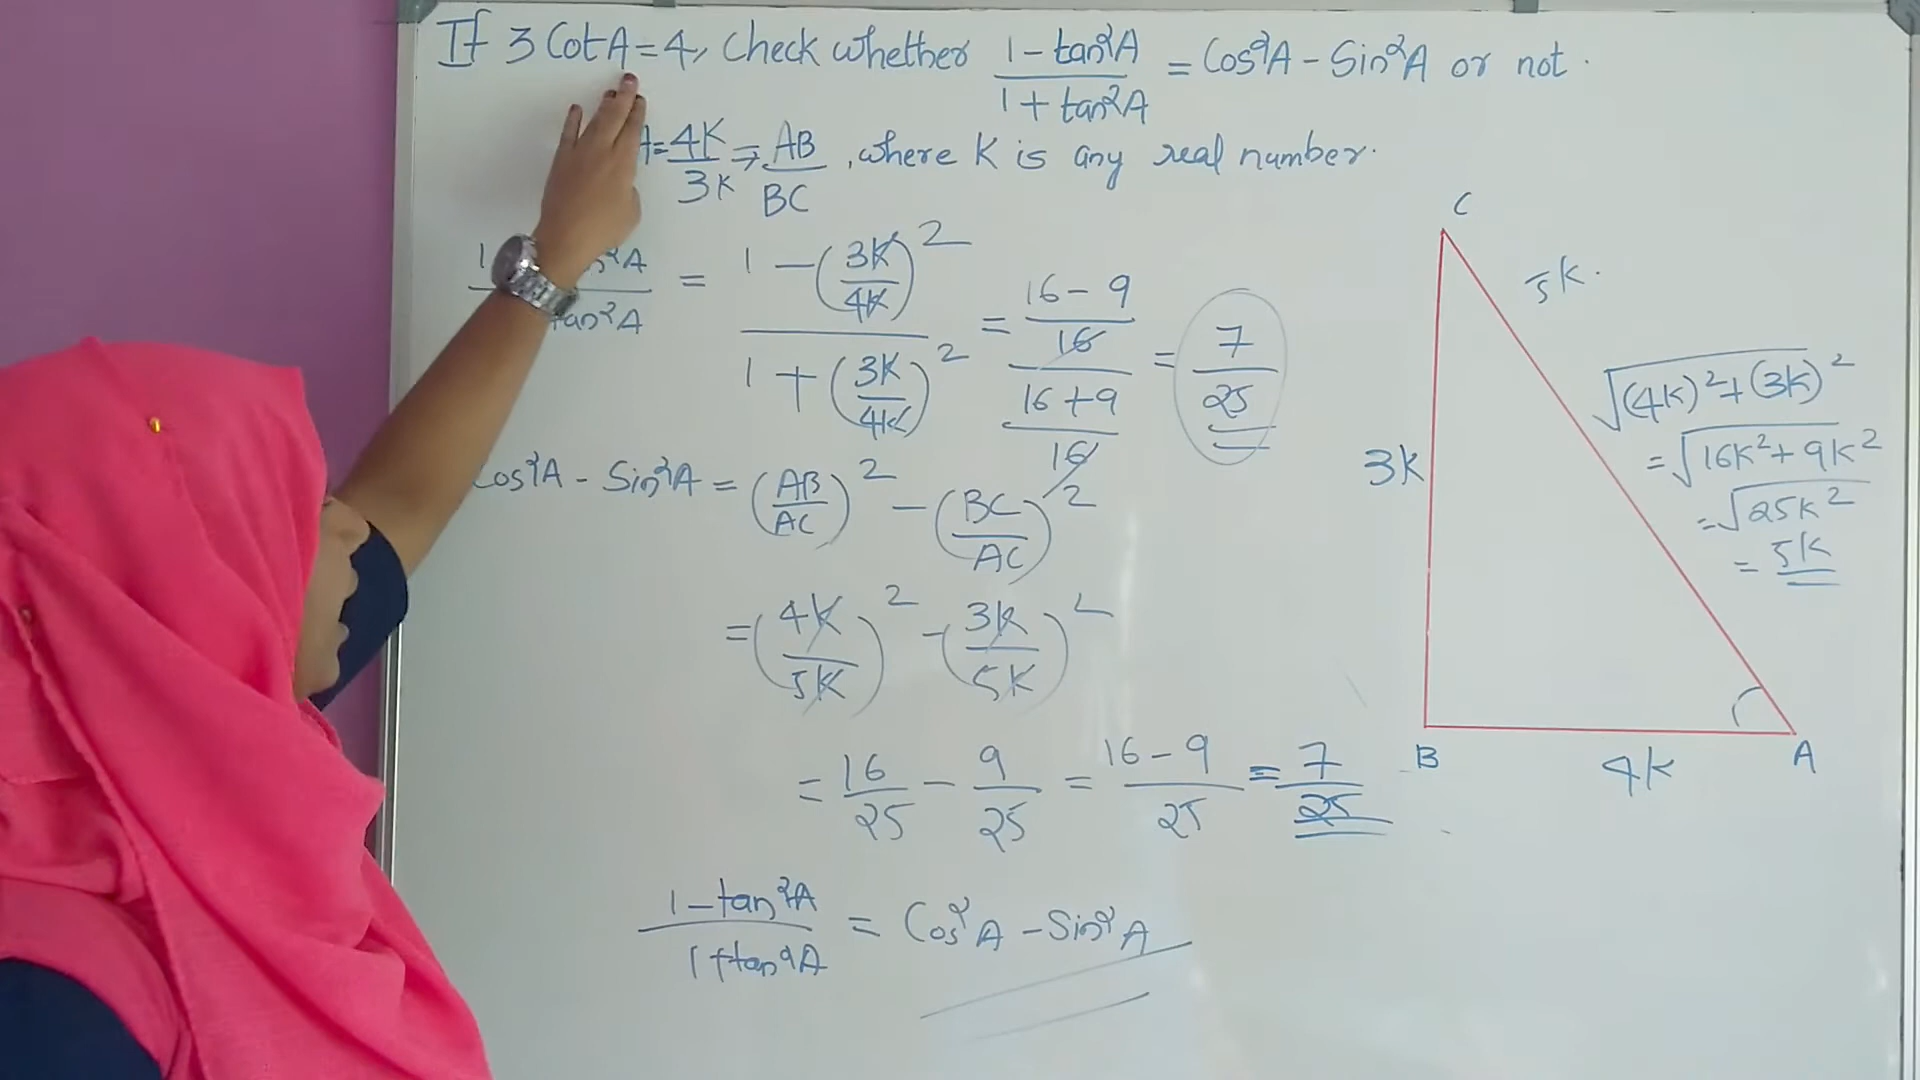 If 3 Cot A = 4, Check whether (1 - tan²A)/(1 + tan²A) = Cos²A - Sin²A or not.
A = 4K/3K ⇒ AB/BC, where K is any real number.
1 tan²A / tan²A = (1 - (3K/4K)²)/(1 + (3K/4K)²) = ((16 - 9)/16)/((16 + 9)/16) = 7/25
Cos²A - Sin²A = (AB/AC)² - (BC/AC)²
= (4K/5K)² - (3K/5K)²
= 16/25 - 9/25 = (16 - 9)/25 = 7/25
(1 - tan²A)/(1 + tan²A) = Cos²A - Sin²A
C
5K.
3K
B
4K
A
√(4K)² + (3K)²
= √16K² + 9K²
= √25K²
= 5K